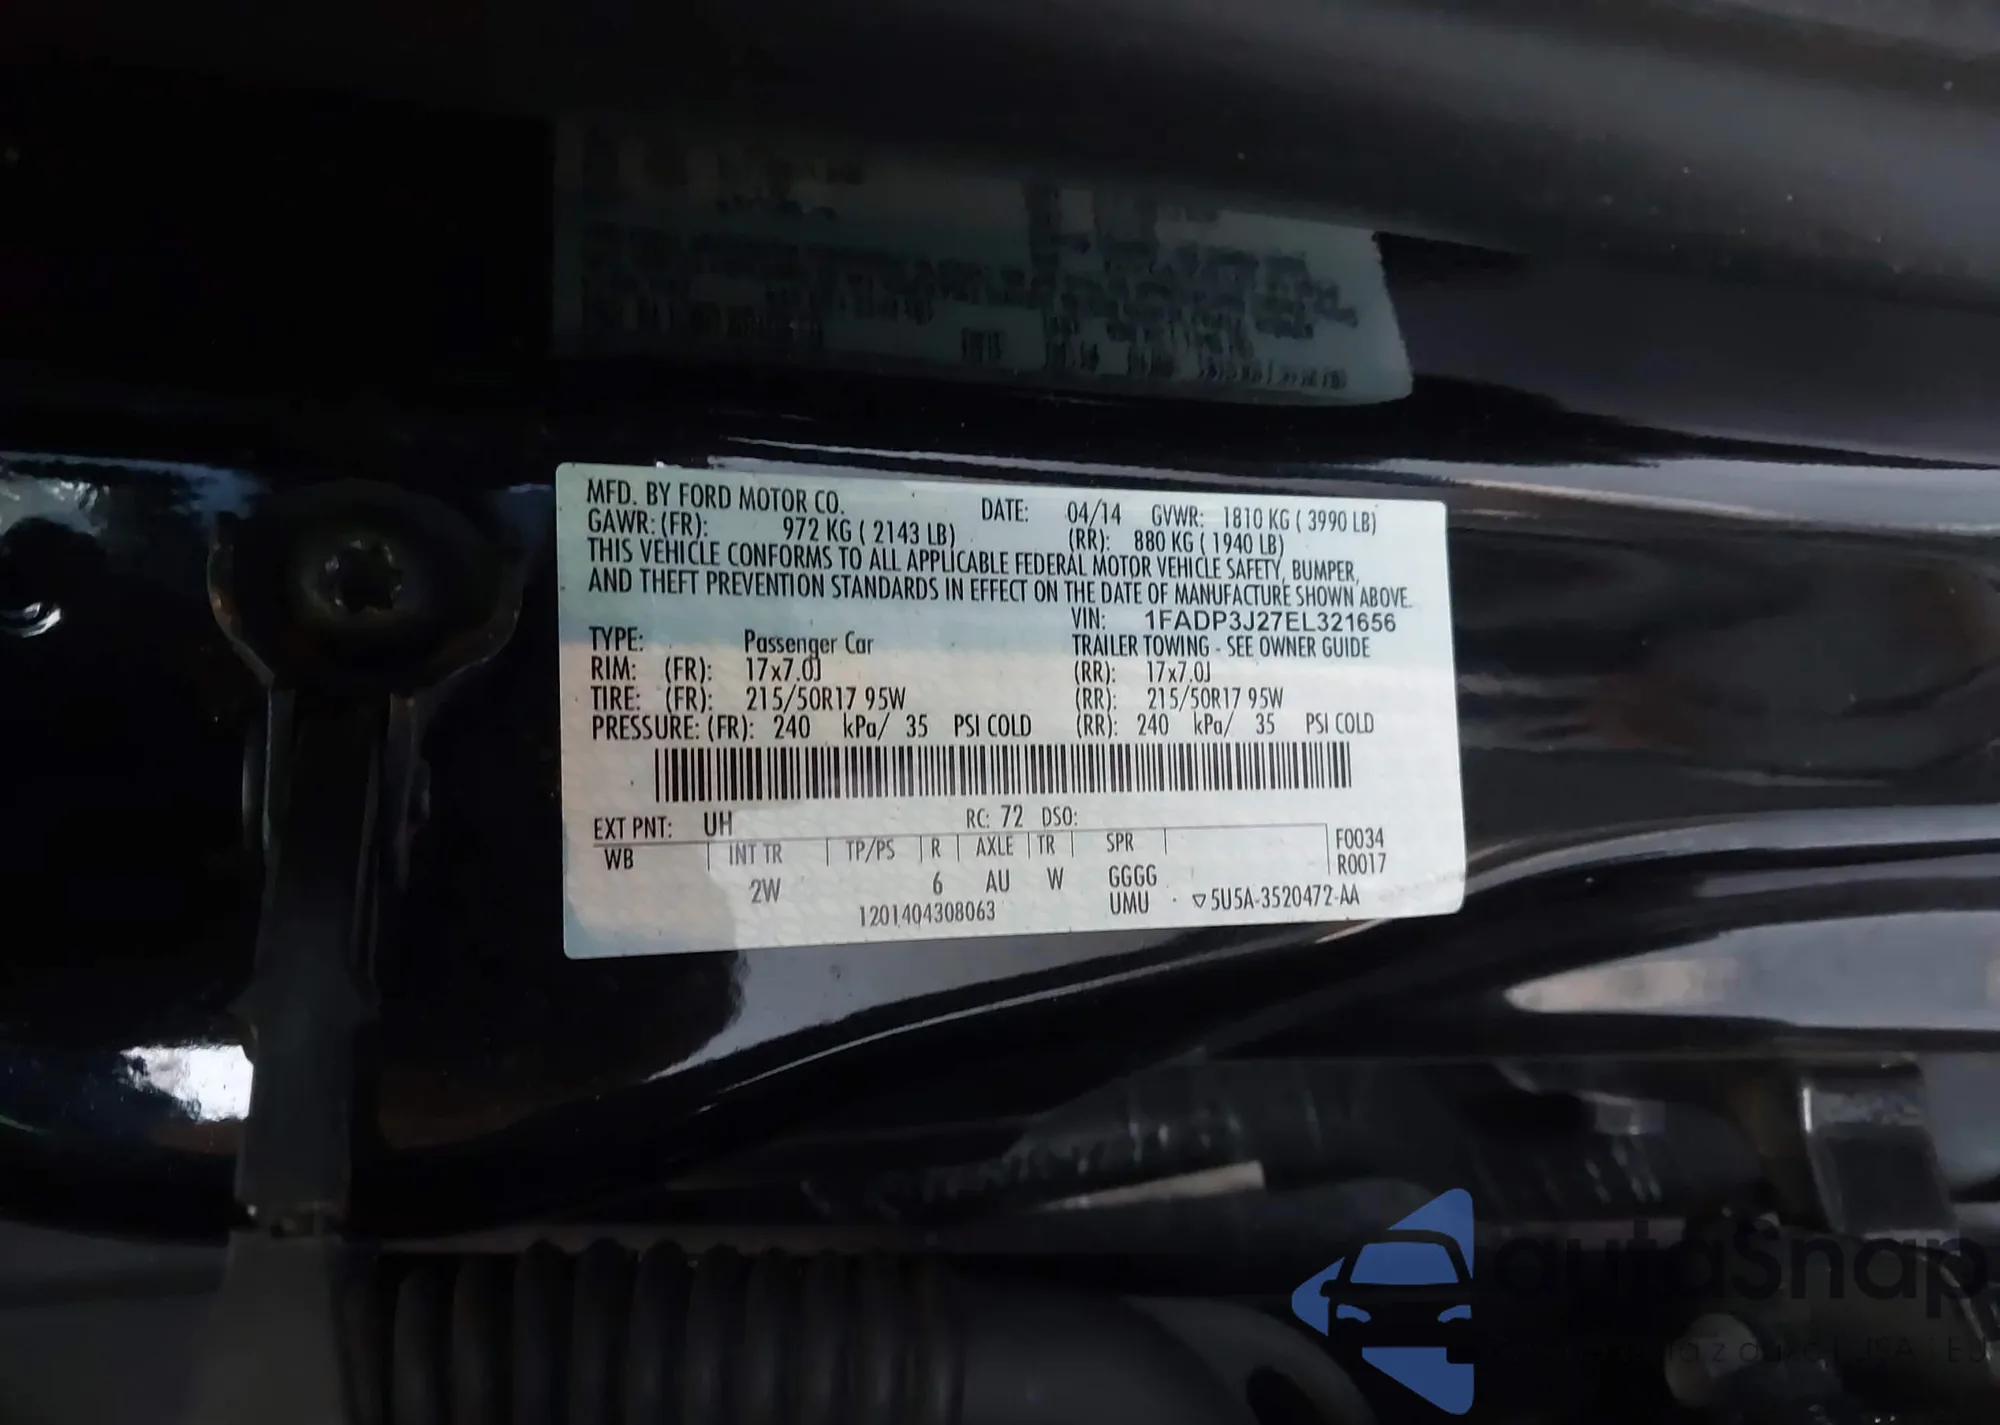 MFD. BY FORD MOTOR CO. DATE: 04/14 GVWR: 1810 KG ( 3990 LB)
GAWR: (FR): 972 KG ( 2143 LB) (RR): 880 KG ( 1940 LB)
THIS VEHICLE CONFORMS TO ALL APPLICABLE FEDERAL MOTOR VEHICLE SAFETY, BUMPER,
AND THEFT PREVENTION STANDARDS IN EFFECT ON THE DATE OF MANUFACTURE SHOWN ABOVE.
VIN: 1FADP3J27EL321656
TYPE: Passenger Car TRAILER TOWING - SEE OWNER GUIDE
RIM: (FR): 17x7.0J (RR): 17x7.0J
TIRE: (FR): 215/50R17 95W (RR): 215/50R17 95W
PRESSURE: (FR): 240 kPa/ 35 PSI COLD (RR): 240 kPa/ 35 PSI COLD
EXT PNT: UH RC: 72 DSO:
WB INT TR TP/PS R AXLE TR SPR F0034
R0017
2W 6 AU W GGGG
1201404308063 UMU ▽5U5A-3520472-AA
autaSnap
USA i EU